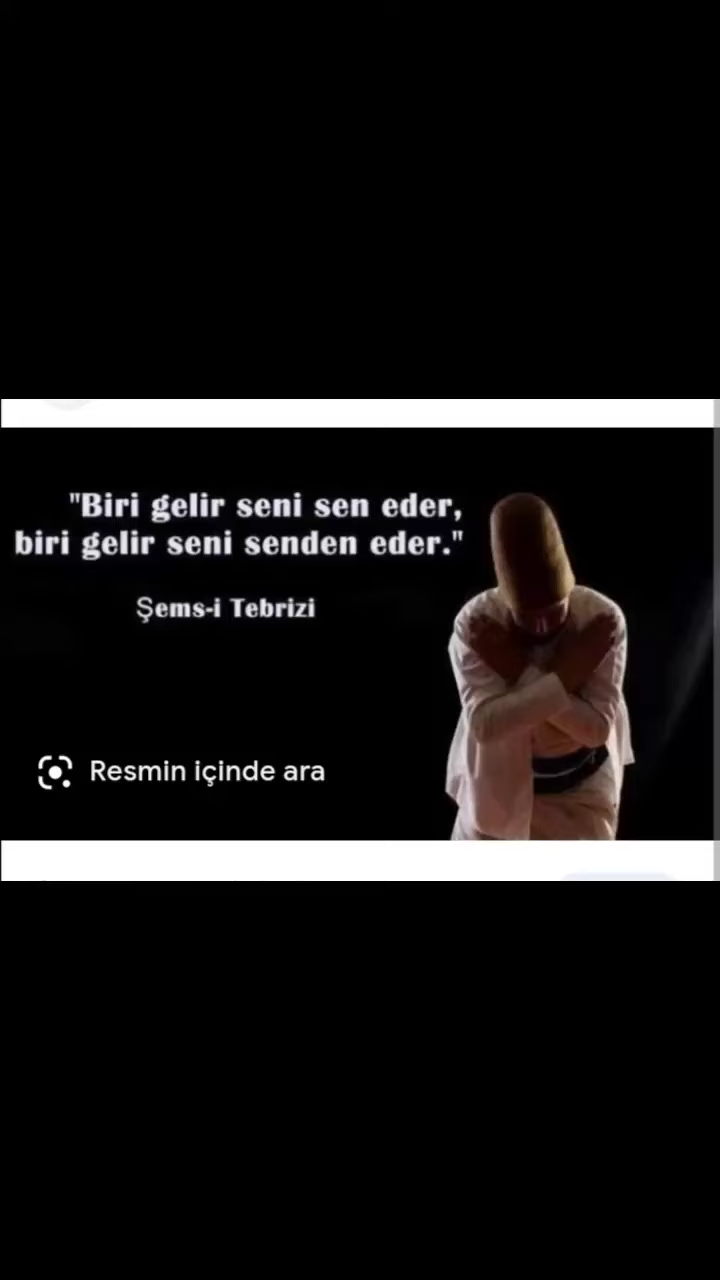 "Biri gelir seni sen eder,
biri gelir seni senden eder."
Şems-i Tebrizi
Resmin içinde ara